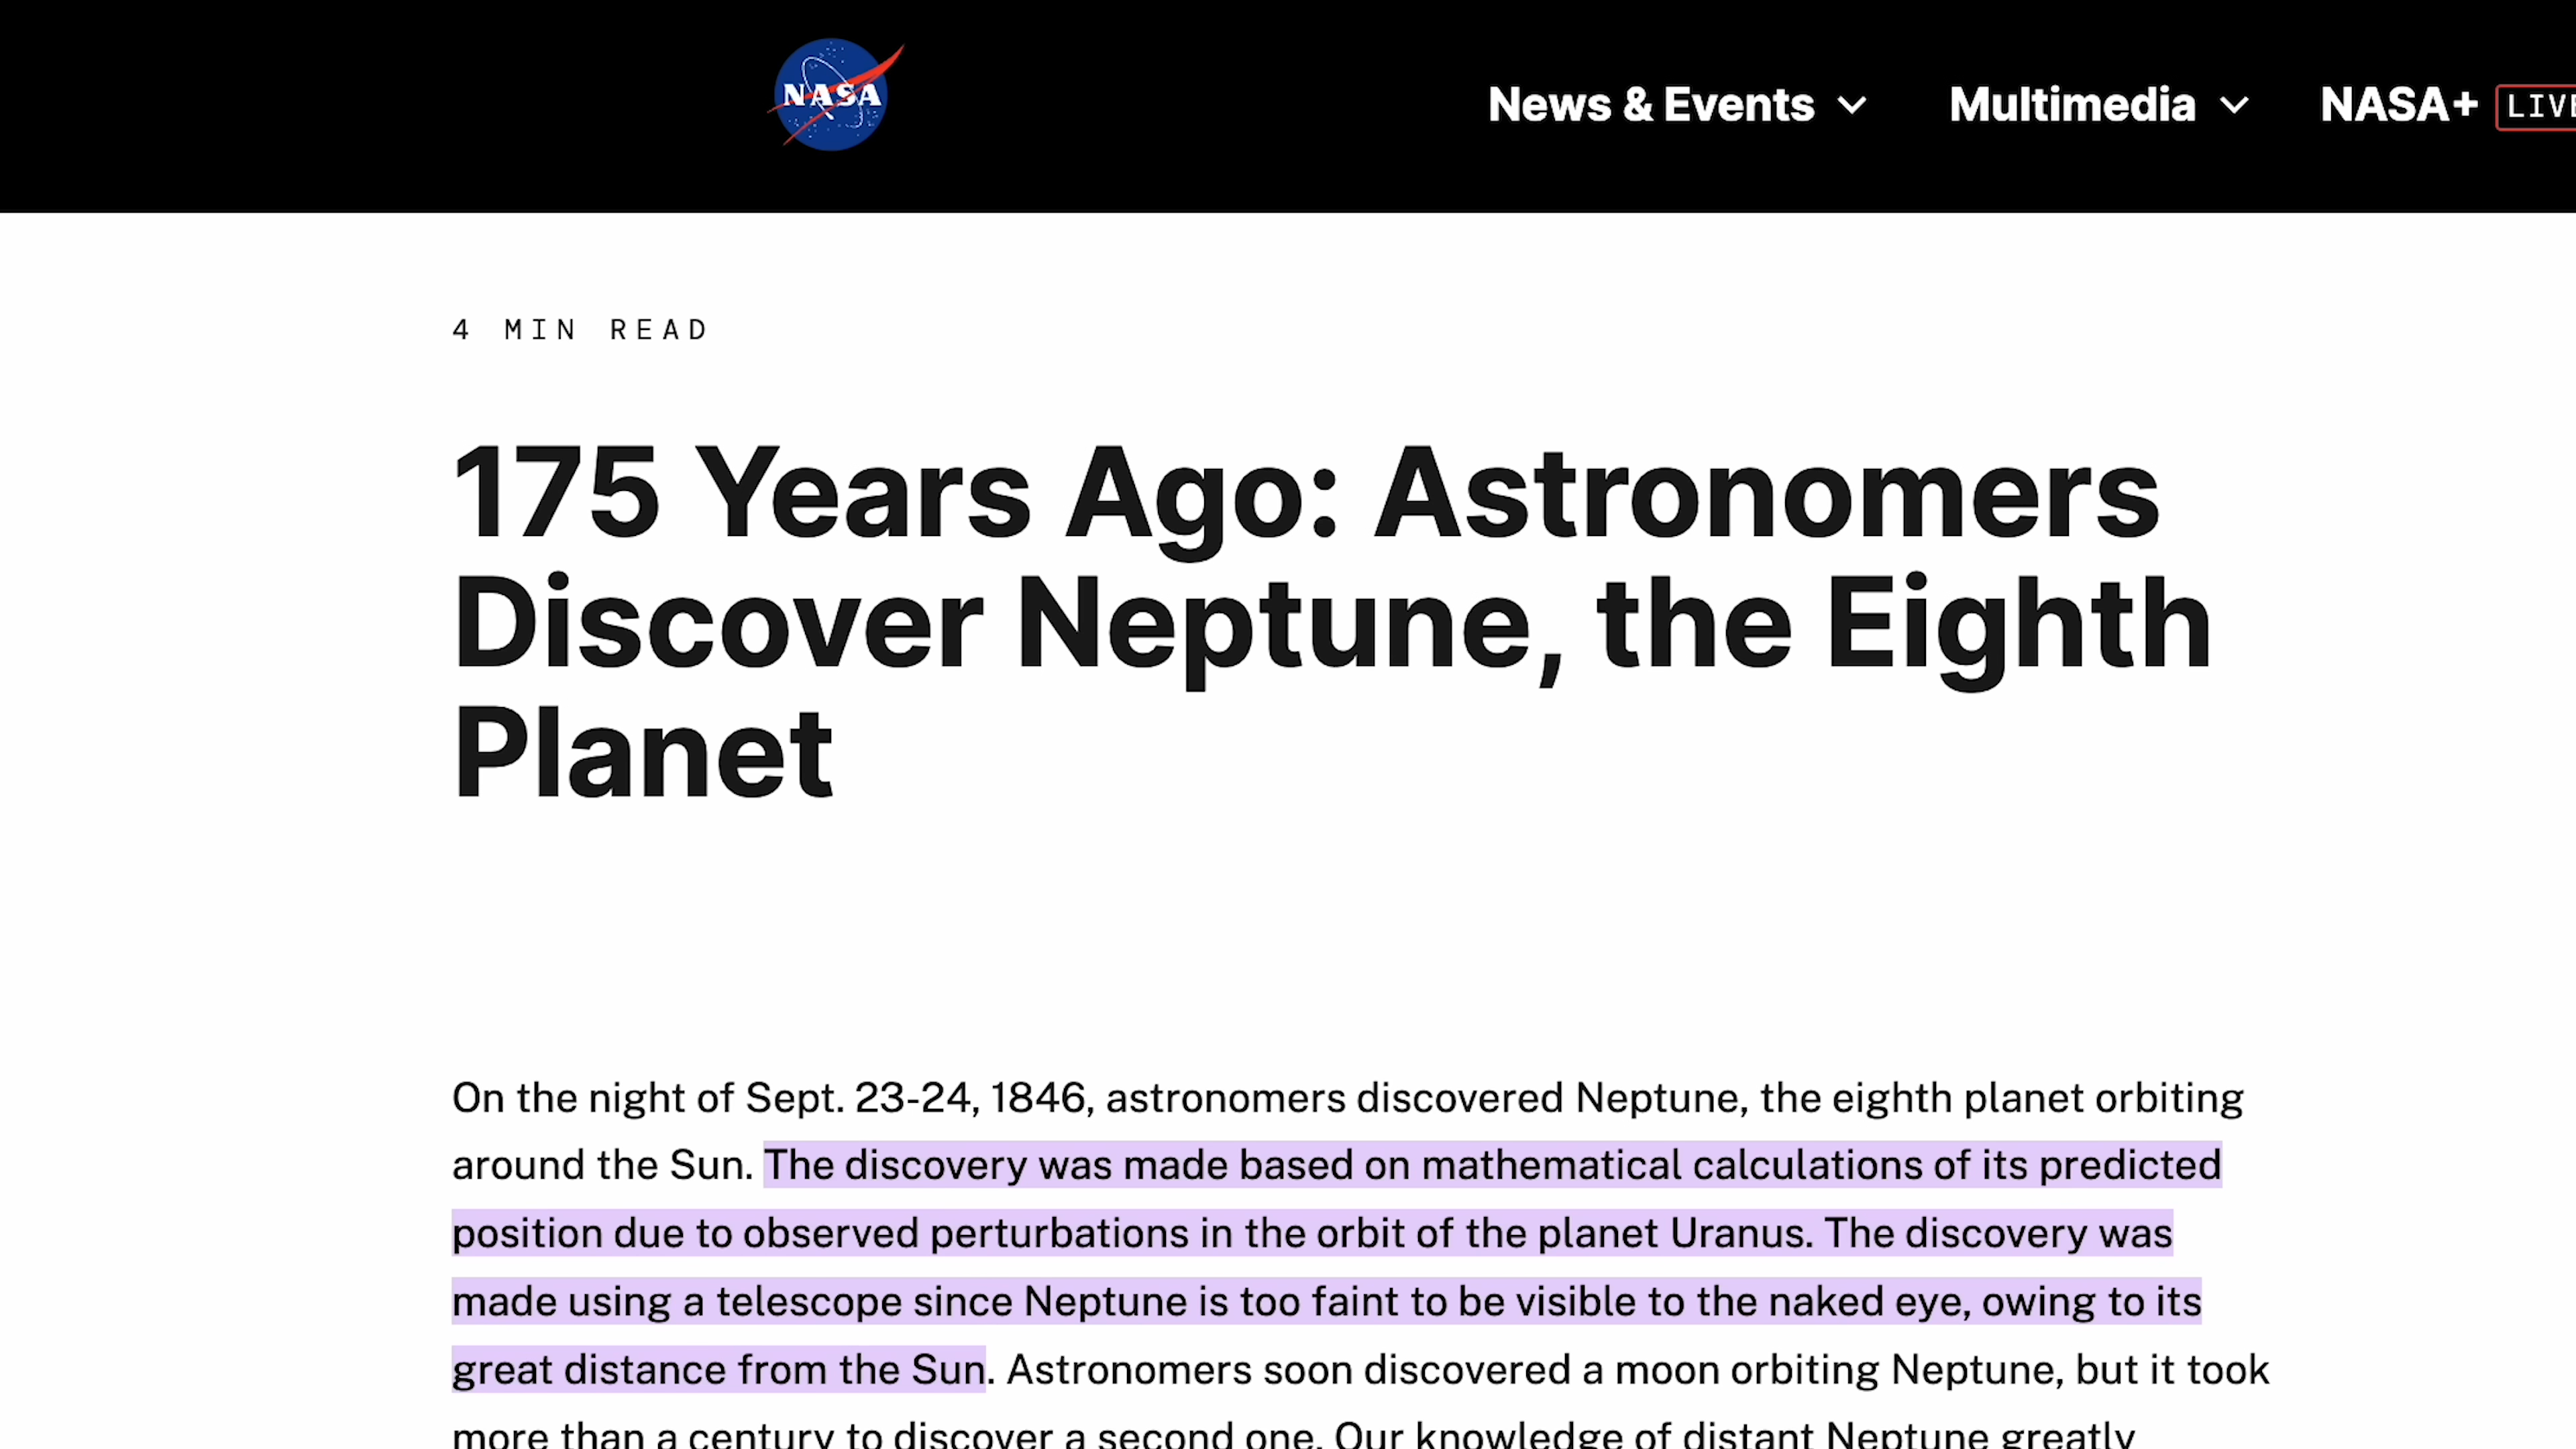 NASA
News & Events
Multimedia
NASA+
LIVE
4 MIN READ
175 Years Ago: Astronomers
Discover Neptune, the Eighth
Planet
On the night of Sept. 23-24, 1846, astronomers discovered Neptune, the eighth planet orbiting
around the Sun. The discovery was made based on mathematical calculations of its predicted
position due to observed perturbations in the orbit of the planet Uranus. The discovery was
made using a telescope since Neptune is too faint to be visible to the naked eye, owing to its
great distance from the Sun. Astronomers soon discovered a moon orbiting Neptune, but it took
more than a century to discover a second one. Our knowledge of distant Neptune greatly